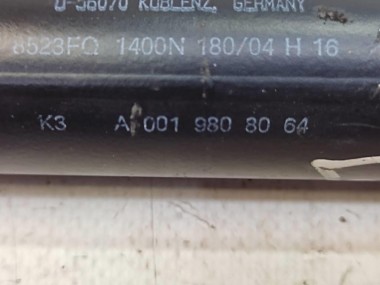 D-56070 KOBLENZ, GERMANY
8523FQ 1400N 180/04 H 16
K3 A 001 980 80 64